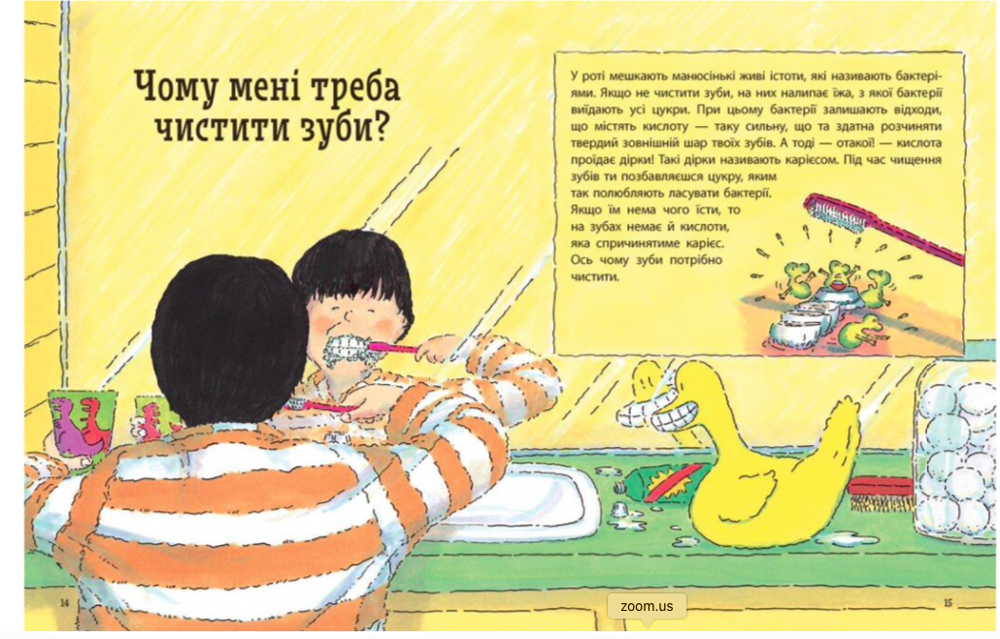 Чому мені треба
чистити зуби?
У роті мешкають манюсінькі живі істоти, які називають бактері-
ями. Якщо не чистити зуби, на них налипає їжа, з якої бактерії
виїдають усі цукри. При цьому бактерії залишають відходи,
що містять кислоту — таку сильну, що та здатна розчиняти
твердий зовнішній шар твоїх зубів. А тоді — отакої! — кислота
проїдає дірки! Такі дірки називають карієсом. Під час чищення
зубів ти позбавляєшся цукру, яким
так полюбляють ласувати бактерії.
Якщо їм нема чого їсти, то
на зубах немає й кислоти,
яка спричинятиме карієс.
Ось чому зуби потрібно
чистити.
14
15
zoom.us